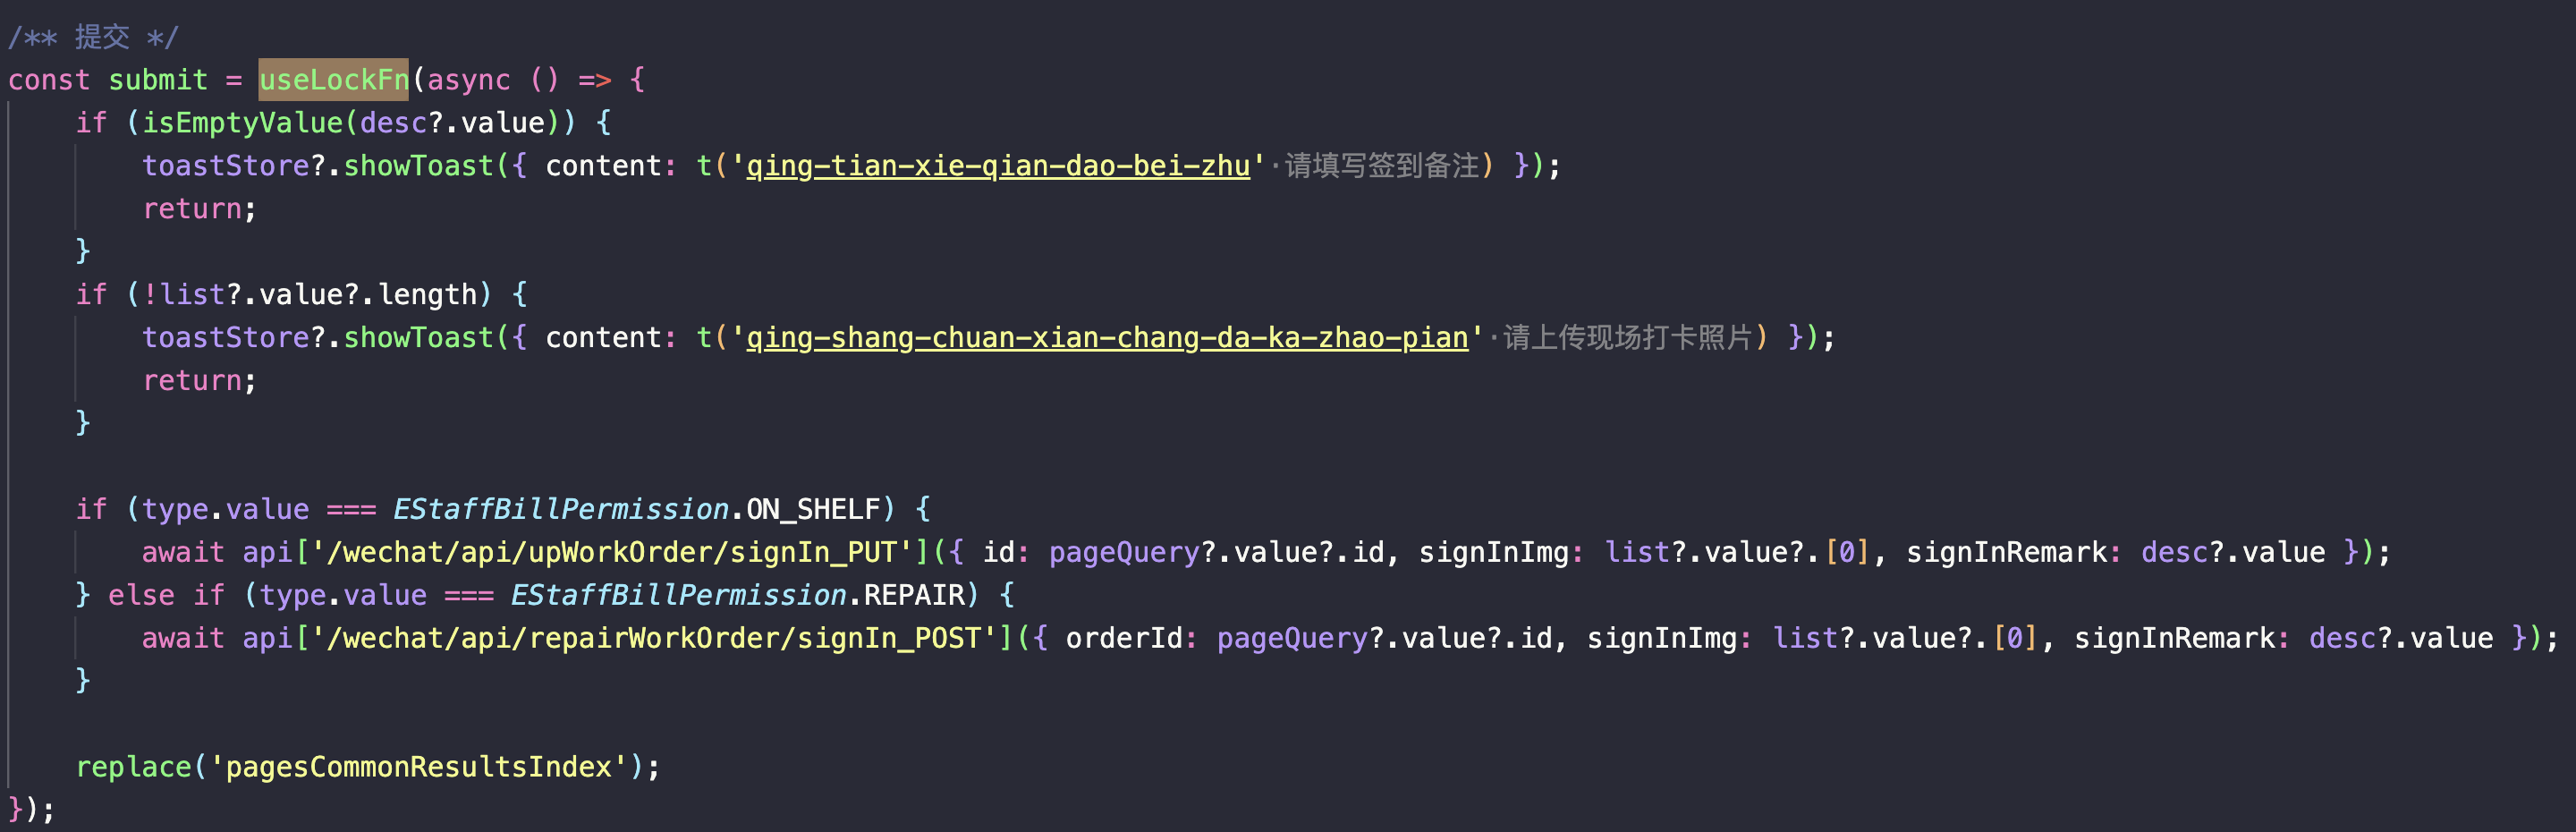 /** 提交 */
const submit = useLockFn(async () => {
    if (isEmptyValue(desc?.value)) {
        toastStore?.showToast({ content: t('qing-tian-xie-qian-dao-bei-zhu'·请填写签到备注) });
        return;
    }
    if (!list?.value?.length) {
        toastStore?.showToast({ content: t('qing-shang-chuan-xian-chang-da-ka-zhao-pian'·请上传现场打卡照片) });
        return;
    }
    if (type.value === EStaffBillPermission.ON_SHELF) {
        await api['/wechat/api/upWorkOrder/signIn_PUT']({ id: pageQuery?.value?.id, signInImg: list?.value?.[0], signInRemark: desc?.value });
    } else if (type.value === EStaffBillPermission.REPAIR) {
        await api['/wechat/api/repairWorkOrder/signIn_POST']({ orderId: pageQuery?.value?.id, signInImg: list?.value?.[0], signInRemark: desc?.value });
    }
    replace('pagesCommonResultsIndex');
});